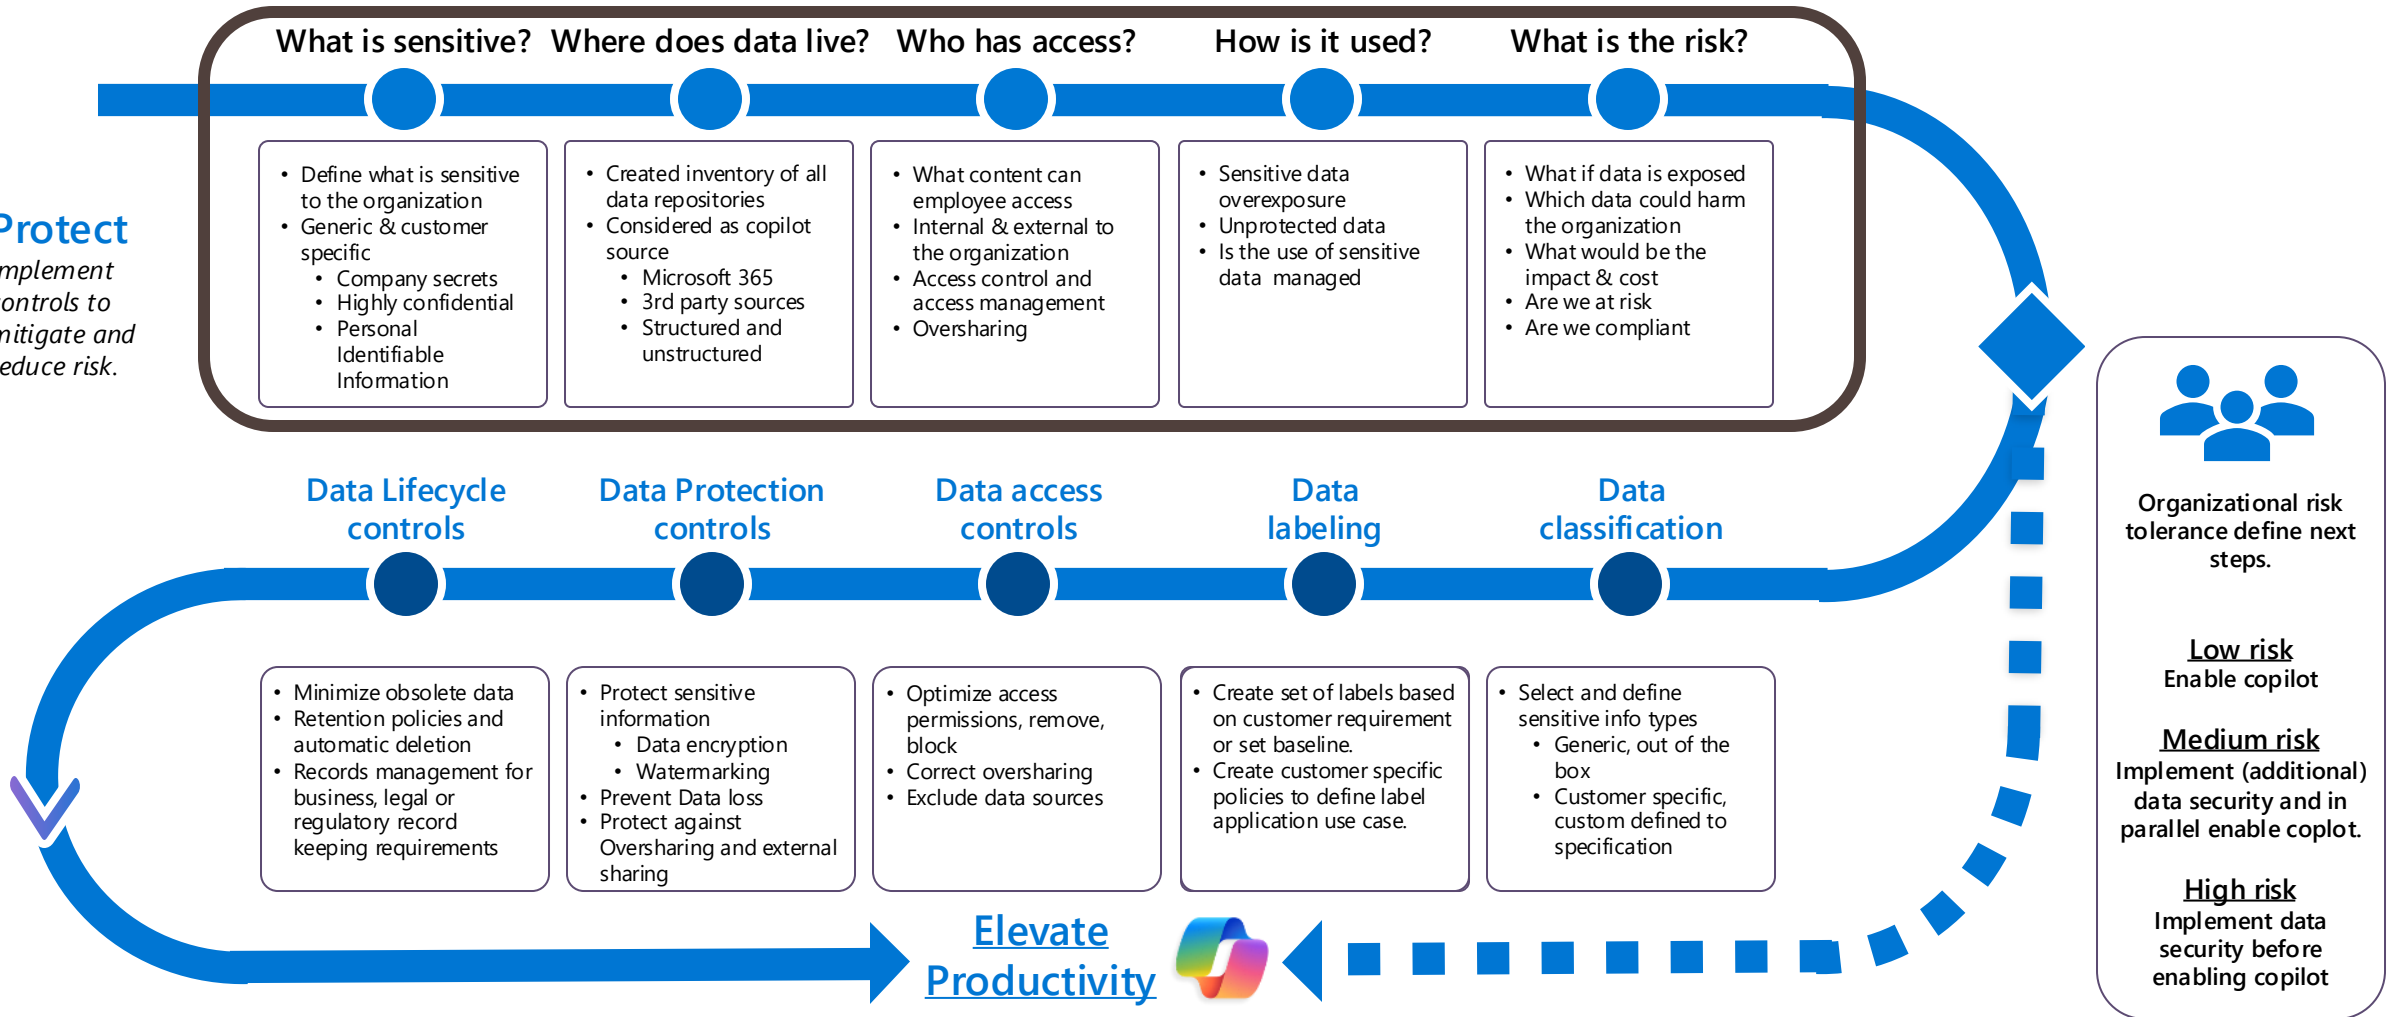 What is sensitive?
Where does data live?
Who has access?
How is it used?
What is the risk?
• Define what is sensitive
to the organization
• Generic & customer
specific
• Company secrets
• Highly confidential
• Personal
Identifiable
Information
• Created inventory of all
data repositories
• Considered as copilot
source
• Microsoft 365
• 3rd party sources
• Structured and
unstructured
• What content can
employee access
• Internal & external to
the organization
• Access control and
access management
• Oversharing
• Sensitive data
overexposure
• Unprotected data
• Is the use of sensitive
data managed
• What if data is exposed
• Which data could harm
the organization
• What would be the
impact & cost
• Are we at risk
• Are we compliant
Protect
mplement
ontrols to
mitigate and
educe risk.
Organizational risk
tolerance define next
steps.
Low risk
Enable copilot
Medium risk
Implement (additional)
data security and in
parallel enable coplot.
High risk
Implement data
security before
enabling copilot
Data Lifecycle
controls
Data Protection
controls
Data access
controls
Data
labeling
Data
classification
• Minimize obsolete data
• Retention policies and
automatic deletion
• Records management for
business, legal or
regulatory record
keeping requirements
• Protect sensitive
information
• Data encryption
• Watermarking
• Prevent Data loss
• Protect against
Oversharing and external
sharing
• Optimize access
permissions, remove,
block
• Correct oversharing
• Exclude data sources
• Create set of labels based
on customer requirement
or set baseline.
• Create customer specific
policies to define label
application use case.
• Select and define
sensitive info types
• Generic, out of the
box
• Customer specific,
custom defined to
specification
Elevate
Productivity